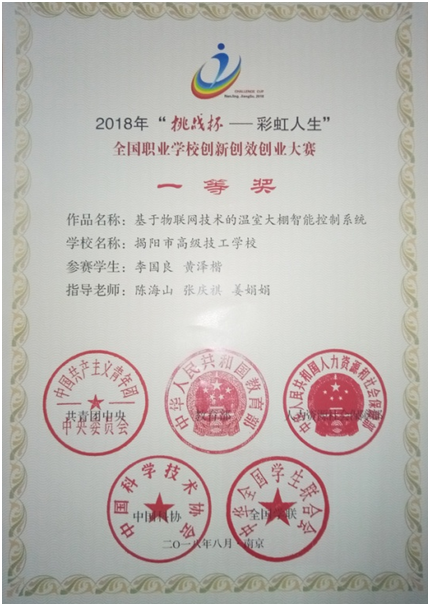 CHALLENGE CUP
Nanjing, Jiangsu, 2018
2018年“挑战杯——彩虹人生”
全国职业学校创新创效创业大赛
一等奖
作品名称：基于物联网技术的温室大棚智能控制系统
学校名称：揭阳市高级技工学校
参赛学生：李国良 黄泽楷
指导老师：陈海山 张庆祺 姜娟娟
中国共产主义青年团
中央委员会
共青团中央
中华人民共和国教育部
教育部
中华人民共和国人力资源和社会保障部
中国科学技术协会
中国科协
中华全国学生联合会
全国学联
二〇一八年八月·南京